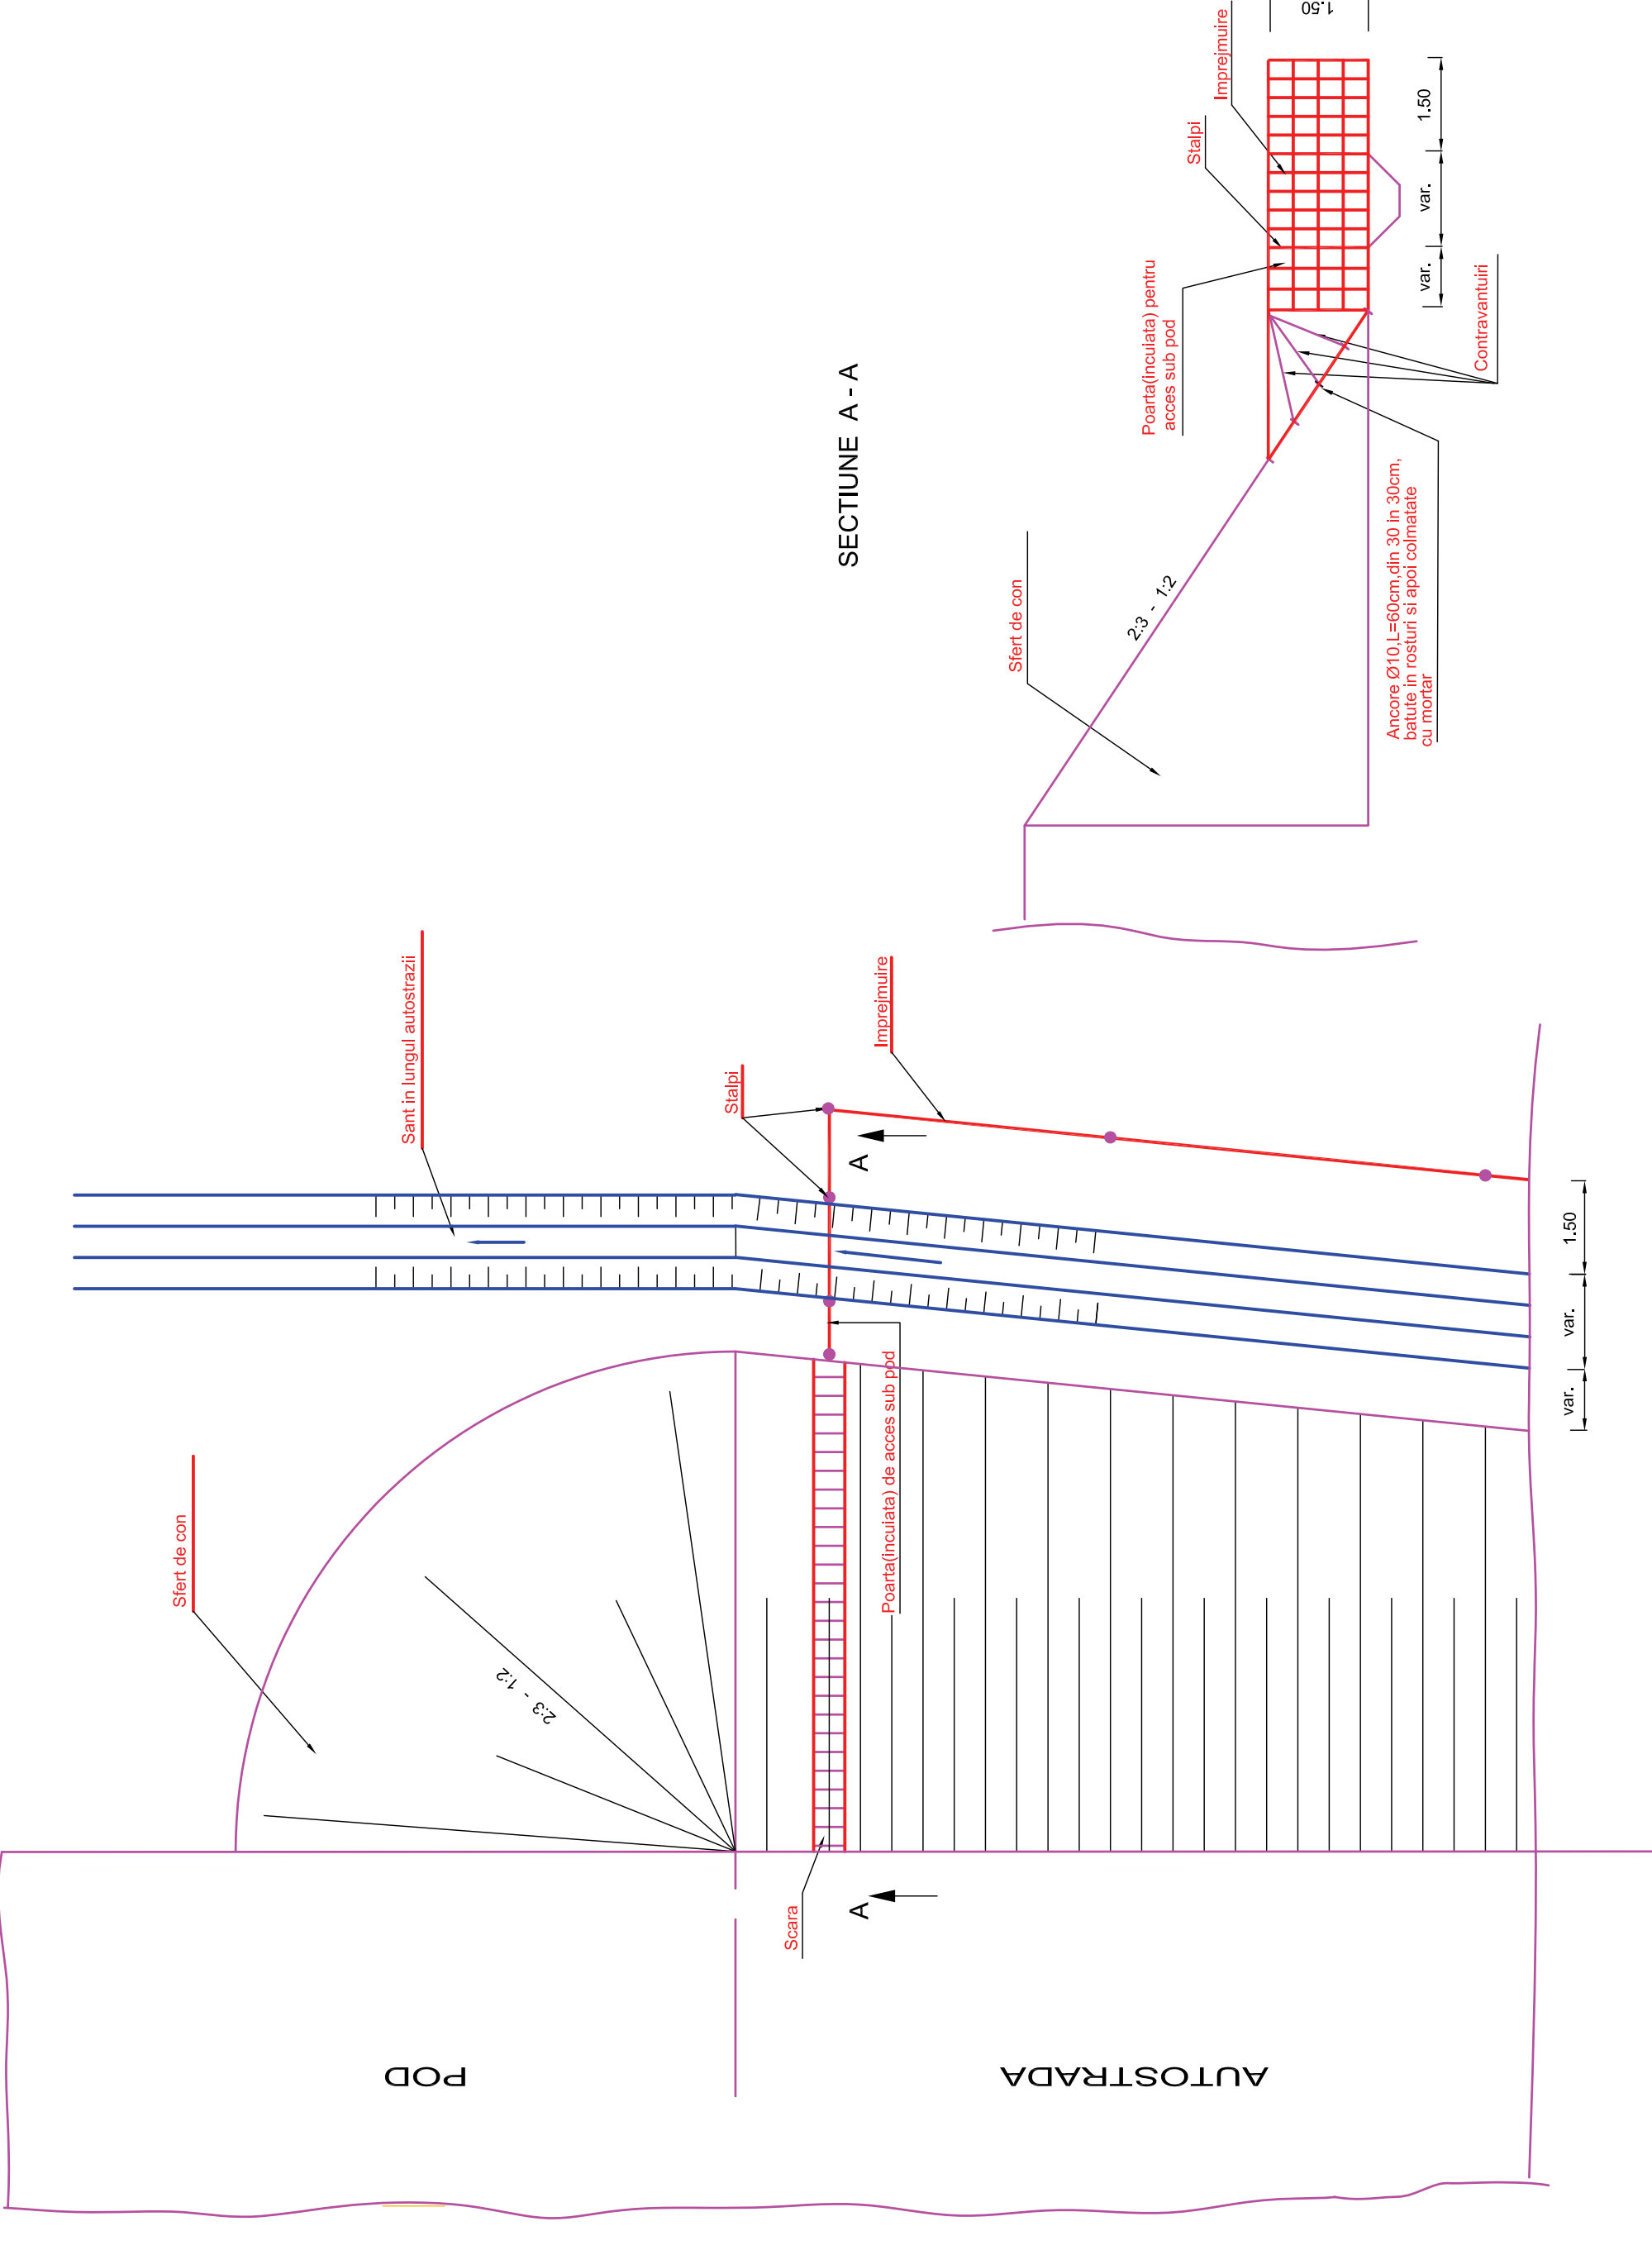 SECTIUNE A - A
Imprejmuire
1.50
Stalpi
Poarta(incuiata) pentru
acces sub pod
1.50
var.
var.
Contravantuiri
Sfert de con
2:3 - 1:2
Ancore Ø10,L=60cm,din 30 in 30cm,
batute in rosturi si apoi colmatate
cu mortar
Sant in lungul autostrazii
Stalpi
Imprejmuire
A
Sfert de con
2:3 - 1:2
Poarta(incuiata) de acces sub pod
1.50
var.
var.
Scara
A
POD
AUTOSTRADA